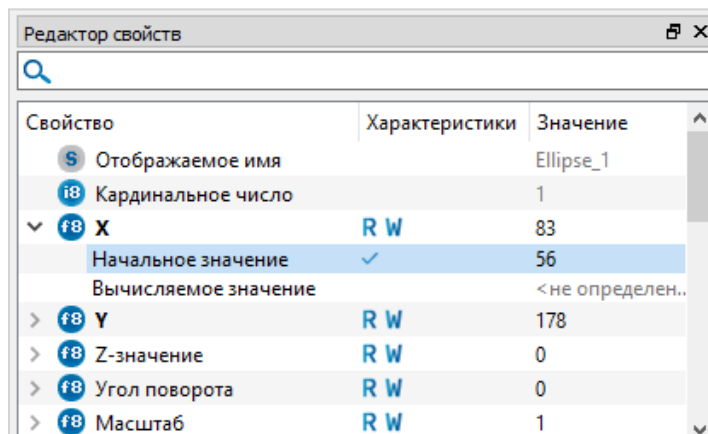 Редактор свойств
Свойство Характеристики Значение
S Отображаемое имя Ellipse_1
i8 Кардинальное число 1
f8 X R W 83
Начальное значение 56
Вычисляемое значение <не определен..
f8 Y R W 178
f8 Z-значение R W 0
f8 Угол поворота R W 0
f8 Масштаб R W 1